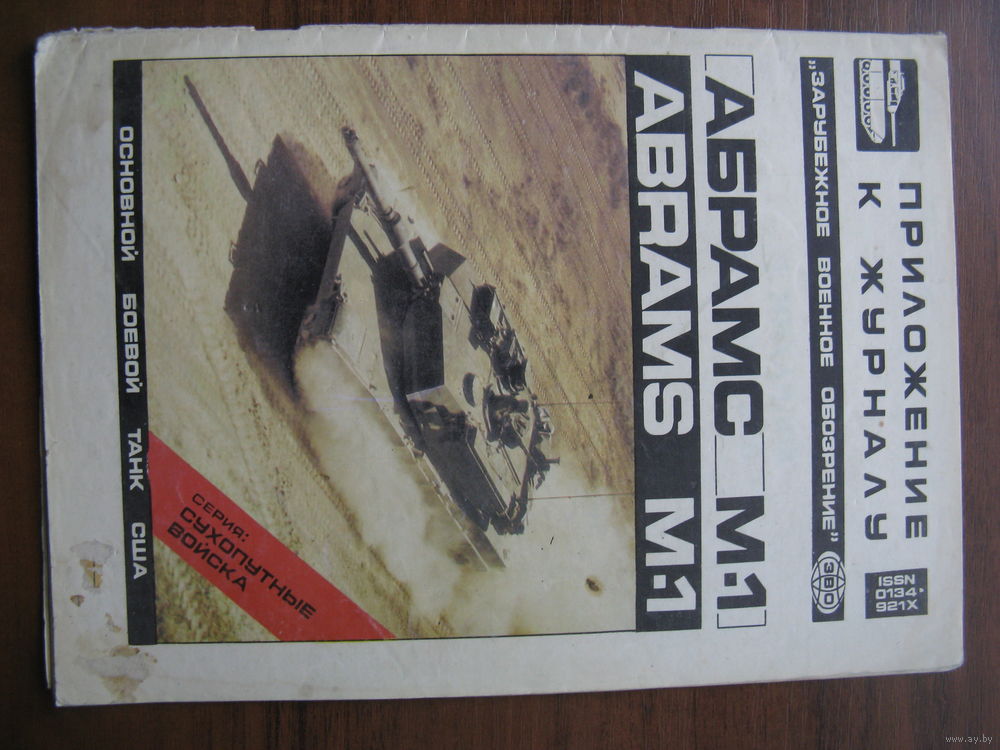 ПРИЛОЖЕНИЕ
К ЖУРНАЛУ
ISSN
0134
921X
"ЗАРУБЕЖНОЕ ВОЕННОЕ ОБОЗРЕНИЕ"
ЗВО
АБРАМС М-1
ABRAMS M-1
СЕРИЯ:
СУХОПУТНЫЕ
ВОЙСКА
ОСНОВНОЙ БОЕВОЙ ТАНК США
www.ay.by